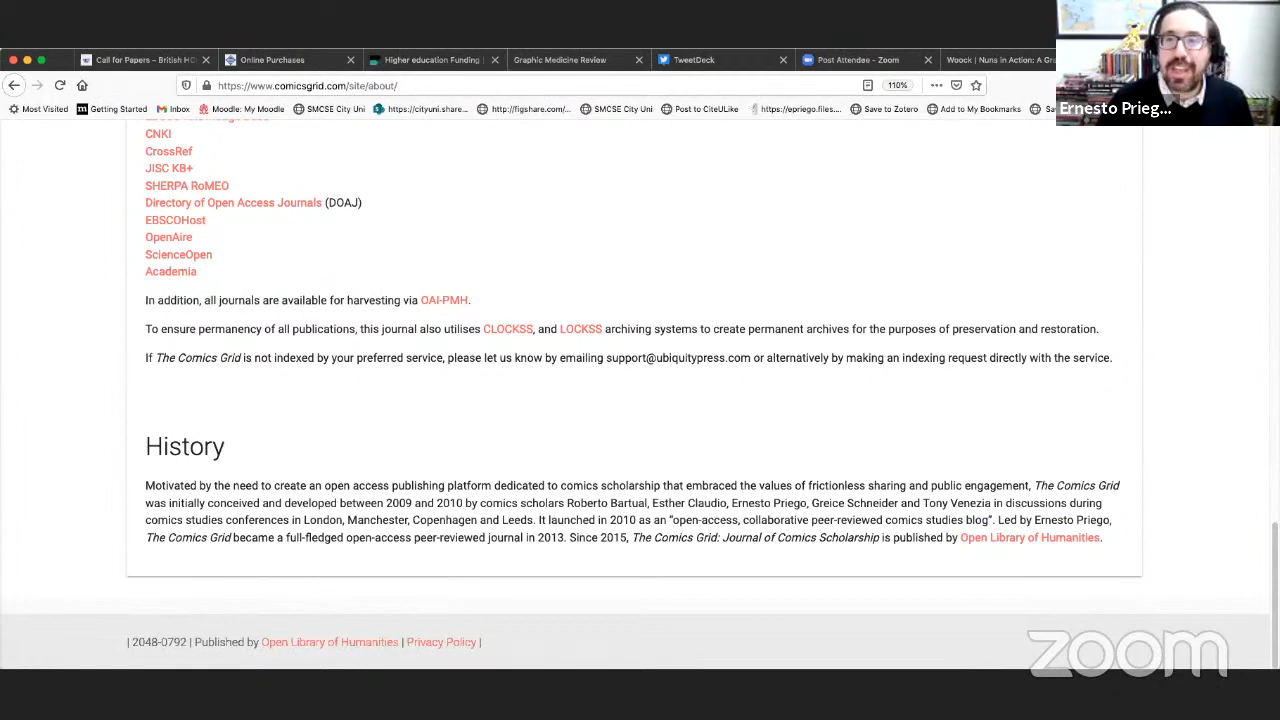 Call for Papers – British HC
Online Purchases
Higher education Funding
Graphic Medicine Review
TweetDeck
Post Attendee - Zoom
Woock | Nuns in Action: A Gra
https://www.comicsgrid.com/site/about/
110%
Most Visited
Getting Started
Inbox
Moodle: My Moodle
SMCSE City Uni
https://cityuni.share...
http://figshare.com/...
SMCSE City Uni
Post to CiteULike
https://epriego.files...
Save to Zotero
Add to My Bookmarks
Ernesto Prieg...
CNKI
CrossRef
JISC KB+
SHERPA RoMEO
Directory of Open Access Journals (DOAJ)
EBSCOHost
OpenAire
ScienceOpen
Academia
In addition, all journals are available for harvesting via OAI-PMH.
To ensure permanency of all publications, this journal also utilises CLOCKSS, and LOCKSS archiving systems to create permanent archives for the purposes of preservation and restoration.
If The Comics Grid is not indexed by your preferred service, please let us know by emailing support@ubiquitypress.com or alternatively by making an indexing request directly with the service.
History
Motivated by the need to create an open access publishing platform dedicated to comics scholarship that embraced the values of frictionless sharing and public engagement, The Comics Grid
was initially conceived and developed between 2009 and 2010 by comics scholars Roberto Bartual, Esther Claudio, Ernesto Priego, Greice Schneider and Tony Venezia in discussions during
comics studies conferences in London, Manchester, Copenhagen and Leeds. It launched in 2010 as an “open-access, collaborative peer-reviewed comics studies blog”. Led by Ernesto Priego,
The Comics Grid became a full-fledged open-access peer-reviewed journal in 2013. Since 2015, The Comics Grid: Journal of Comics Scholarship is published by Open Library of Humanities.
| 2048-0792 | Published by Open Library of Humanities | Privacy Policy |
zoom